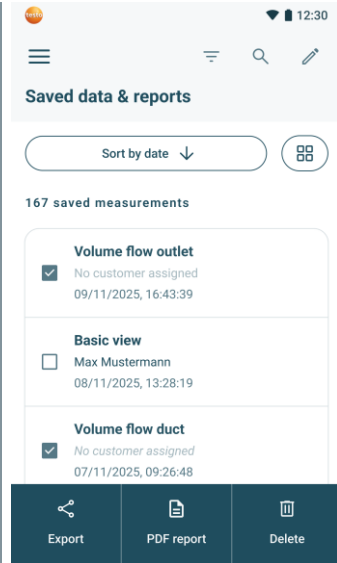 testo
12:30
Saved data & reports
Sort by date
167 saved measurements
Volume flow outlet
No customer assigned
09/11/2025, 16:43:39
Basic view
Max Mustermann
08/11/2025, 13:28:19
Volume flow duct
No customer assigned
07/11/2025, 09:26:48
Export
PDF report
Delete